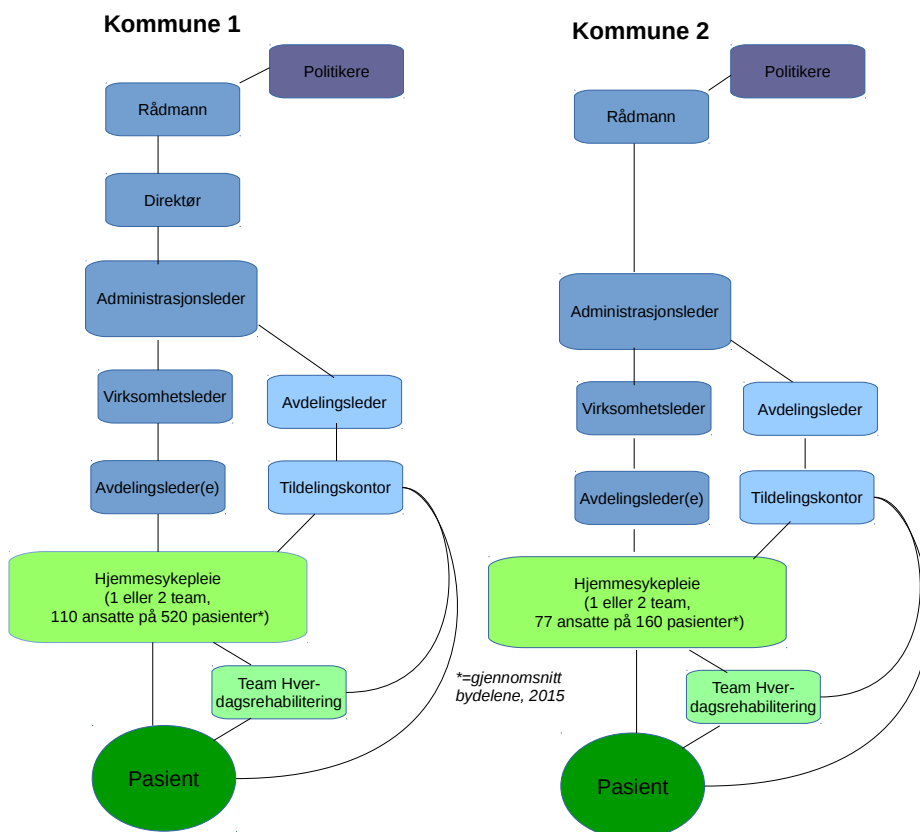 Kommune 1
Politikere
Rådmann
Direktør
Administrasjonsleder
Virksomhetsleder
Avdelingsleder
Avdelingsleder(e)
Tildelingskontor
Hjemmesykepleie
(1 eller 2 team,
110 ansatte på 520 pasienter*)
Team Hver-
dagsrehabilitering
Pasient
*=gjennomsnitt
bydelene, 2015
Kommune 2
Politikere
Rådmann
Administrasjonsleder
Virksomhetsleder
Avdelingsleder
Avdelingsleder(e)
Tildelingskontor
Hjemmesykepleie
(1 eller 2 team,
77 ansatte på 160 pasienter*)
Team Hver-
dagsrehabilitering
Pasient